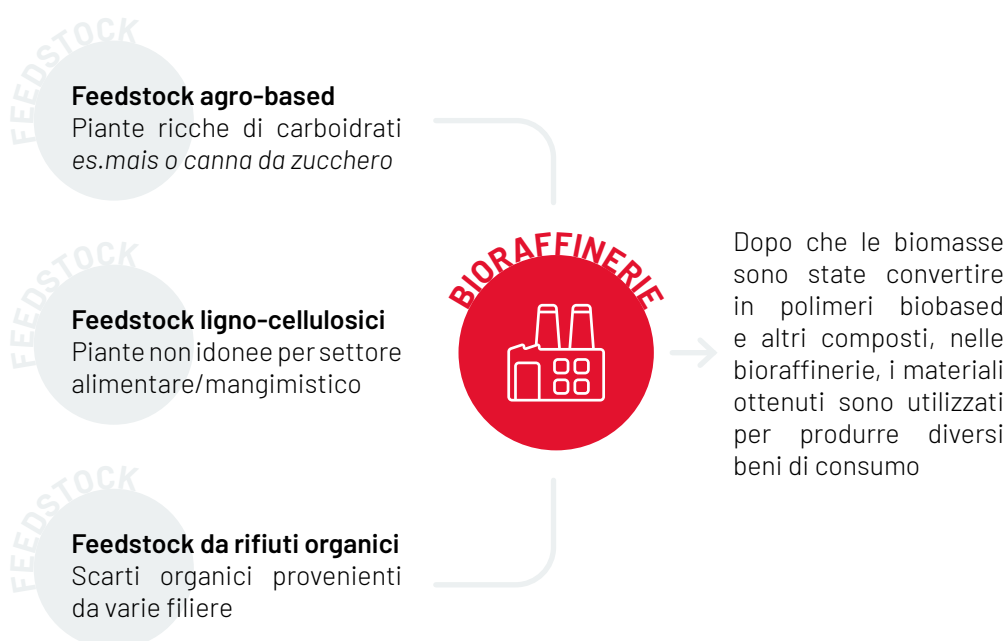 FEEDSTOCK
Feedstock agro-based
Piante ricche di carboidrati
es.mais o canna da zucchero
FEEDSTOCK
Feedstock ligno-cellulosici
Piante non idonee per settore
alimentare/mangimistico
FEEDSTOCK
Feedstock da rifiuti organici
Scarti organici provenienti
da varie filiere
BIORAFFINERIE
Dopo che le biomasse
sono state convertire
in polimeri biobased
e altri composti, nelle
bioraffinerie, i materiali
ottenuti sono utilizzati
per produrre diversi
beni di consumo